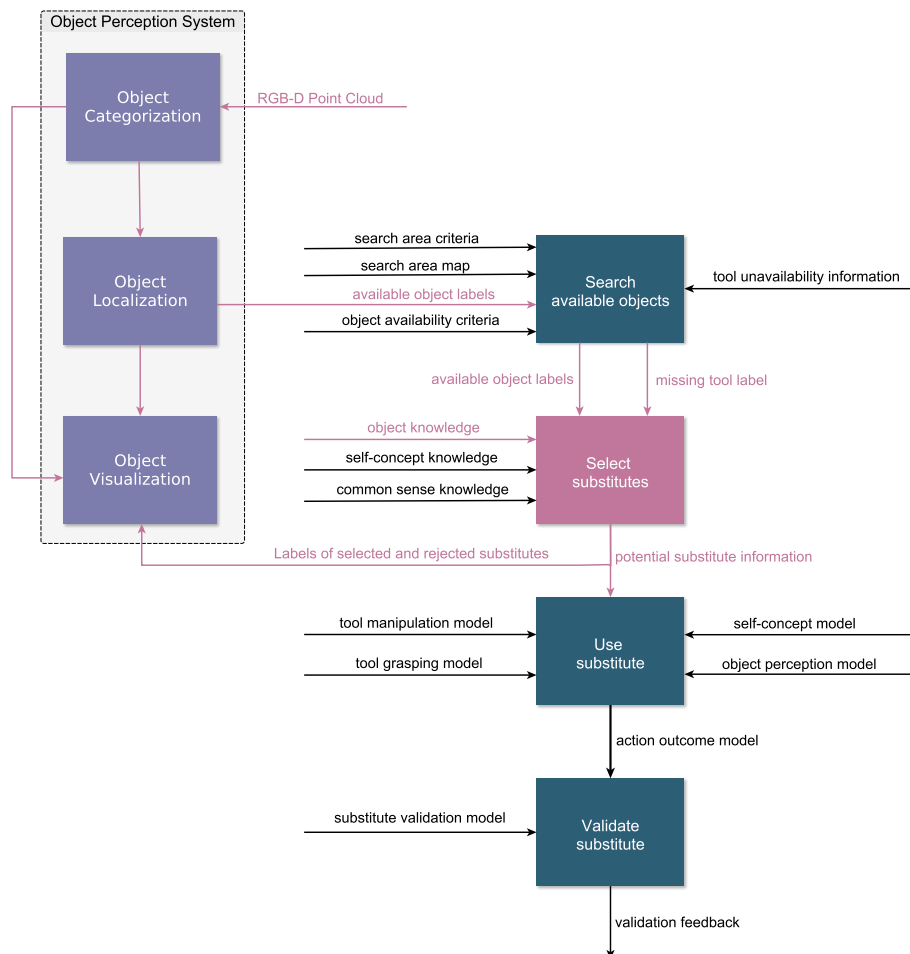 Object Perception System
Object
Categorization
RGB-D Point Cloud
Object
Localization
search area criteria
search area map
available object labels
object availability criteria
Search
available objects
tool unavailability information
available object labels
missing tool label
Object
Visualization
object knowledge
self-concept knowledge
common sense knowledge
Select
substitutes
Labels of selected and rejected substitutes
potential substitute information
tool manipulation model
tool grasping model
Use
substitute
self-concept model
object perception model
action outcome model
substitute validation model
Validate
substitute
validation feedback